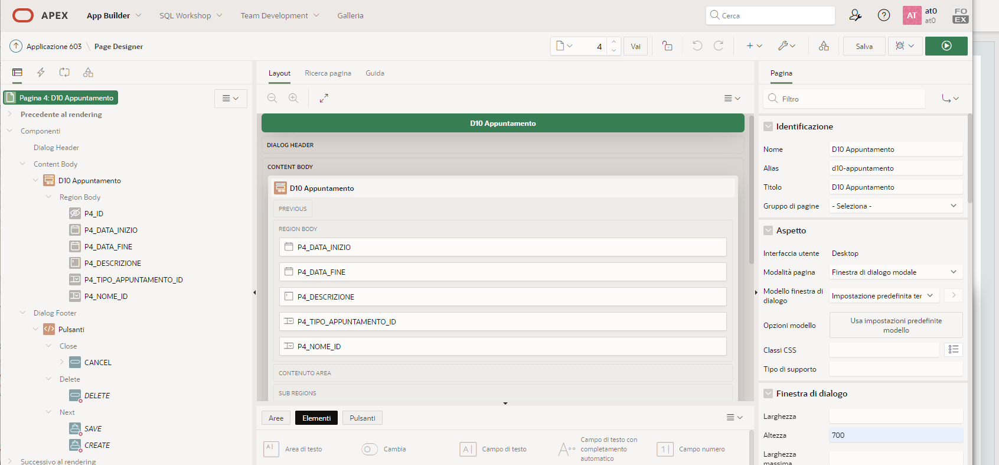 APEX
App Builder
SQL Workshop
Team Development
Galleria
Cerca
AT
at0
at0
FO
EX
Applicazione 603 \ Page Designer
4
Vai
Salva
Pagina 4: D10 Appuntamento
Precedente al rendering
Componenti
Dialog Header
Content Body
D10 Appuntamento
Region Body
P4_ID
P4_DATA_INIZIO
P4_DATA_FINE
P4_DESCRIZIONE
P4_TIPO_APPUNTAMENTO_ID
P4_NOME_ID
Dialog Footer
Pulsanti
Close
CANCEL
Delete
DELETE
Next
SAVE
CREATE
Successivo al rendering
Layout
Ricerca pagina
Guida
D10 Appuntamento
DIALOG HEADER
CONTENT BODY
D10 Appuntamento
PREVIOUS
REGION BODY
P4_DATA_INIZIO
P4_DATA_FINE
P4_DESCRIZIONE
P4_TIPO_APPUNTAMENTO_ID
P4_NOME_ID
CONTENUTO AREA
SUB REGIONS
Aree
Elementi
Pulsanti
Area di testo
Cambia
Campo di testo
Campo di testo con
completamento
automatico
Campo numero
Pagina
Filtro
Identificazione
Nome
D10 Appuntamento
Alias
d10-appuntamento
Titolo
D10 Appuntamento
Gruppo di pagine
- Seleziona -
Aspetto
Interfaccia utente
Desktop
Modalità pagina
Finestra di dialogo modale
Modello finestra di
dialogo
Impostazione predefinita ter
Opzioni modello
Usa impostazioni predefinite
modello
Classi CSS
Tipo di supporto
Finestra di dialogo
Larghezza
Altezza
700
Larghezza
massima